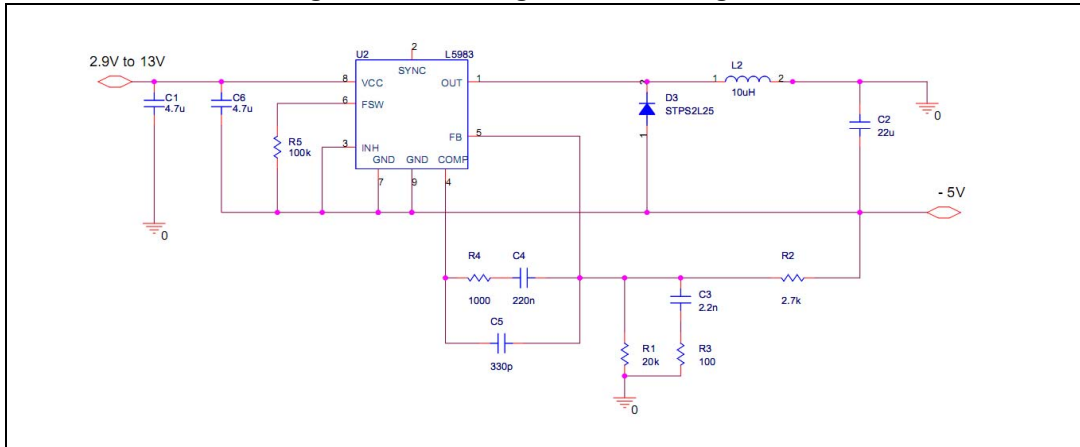 2.9V to 13V
U2
L5983
2
SYNC
8
VCC
OUT
1
6
FSW
FB
5
3
INH
GND
GND
COMP
7
9
4
C1
4.7u
C6
4.7u
R5
100k
0
2
D3
STPS2L25
1
1
L2
2
10uH
0
C2
22u
- 5V
R4
1000
C4
220n
C5
330p
R2
2.7k
C3
2.2n
R1
20k
R3
100
0